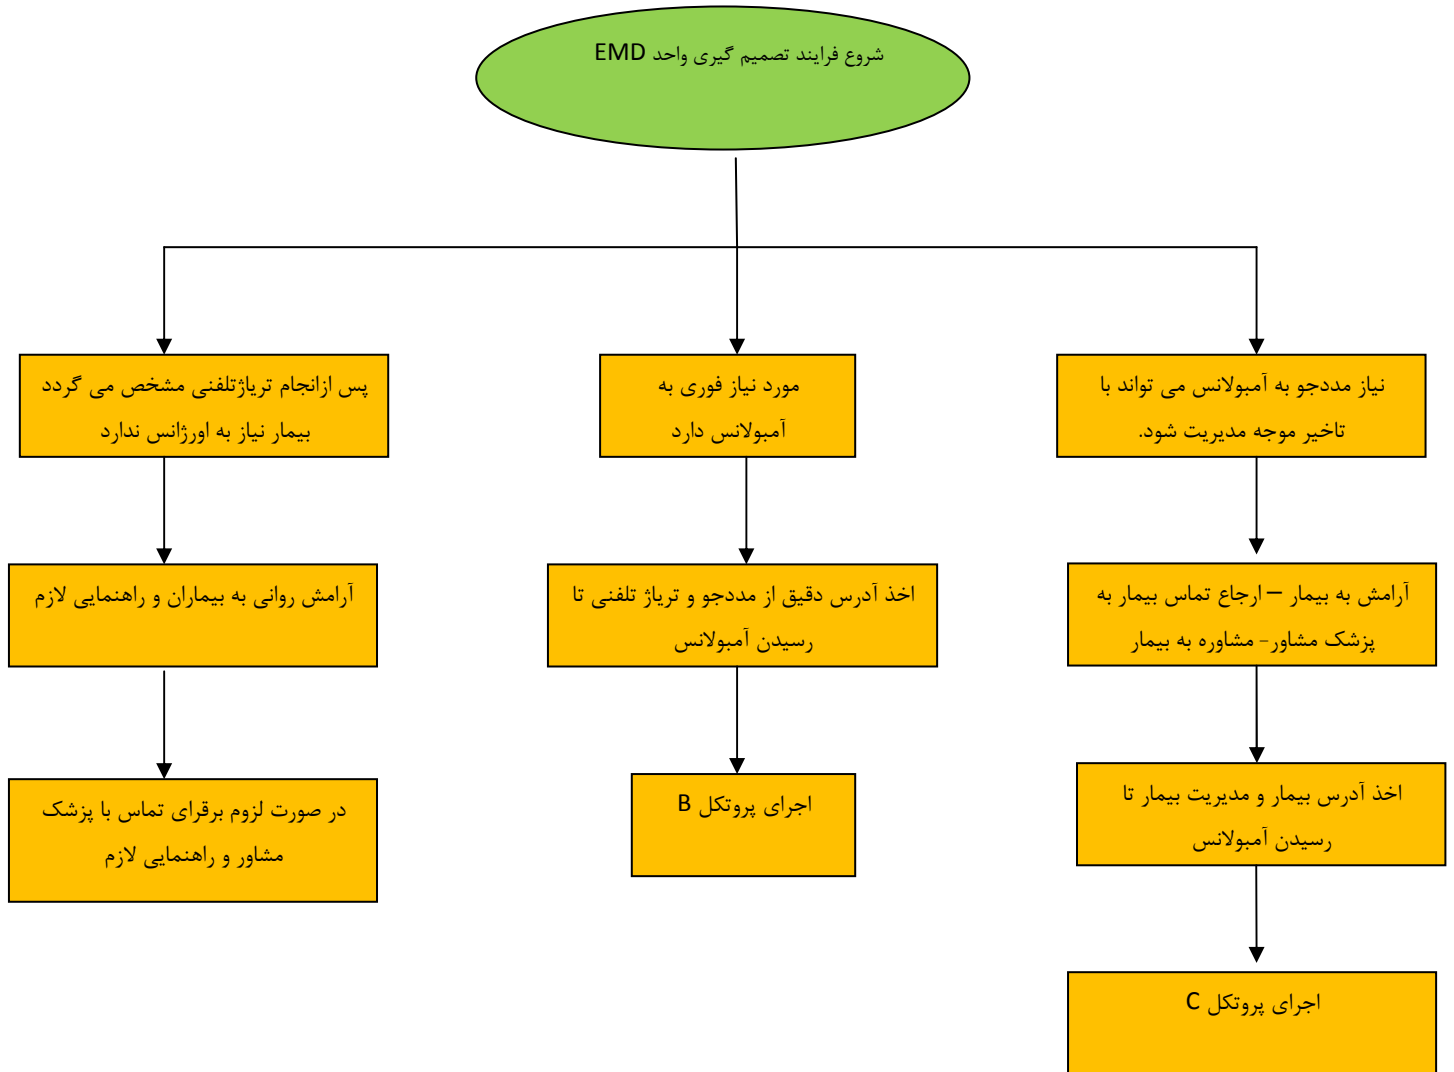 شروع فرایند تصمیم گیری واحد EMD
نیاز مددجو به آمبولانس می تواند با
تاخیر موجه مدیریت شود.
مورد نیاز فوری به
آمبولانس دارد
پس ازانجام تریاژتلفنی مشخص می گردد
بیمار نیاز به اورژانس ندارد
آرامش به بیمار – ارجاع تماس بیمار به
پزشک مشاور- مشاوره به بیمار
اخذ آدرس دقیق از مددجو و تریاژ تلفنی تا
رسیدن آمبولانس
آرامش روانی به بیماران و راهنمایی لازم
اخذ آدرس بیمار و مدیریت بیمار تا
رسیدن آمبولانس
اجرای پروتکل B
در صورت لزوم برقرای تماس با پزشک
مشاور و راهنمایی لازم
اجرای پروتکل C